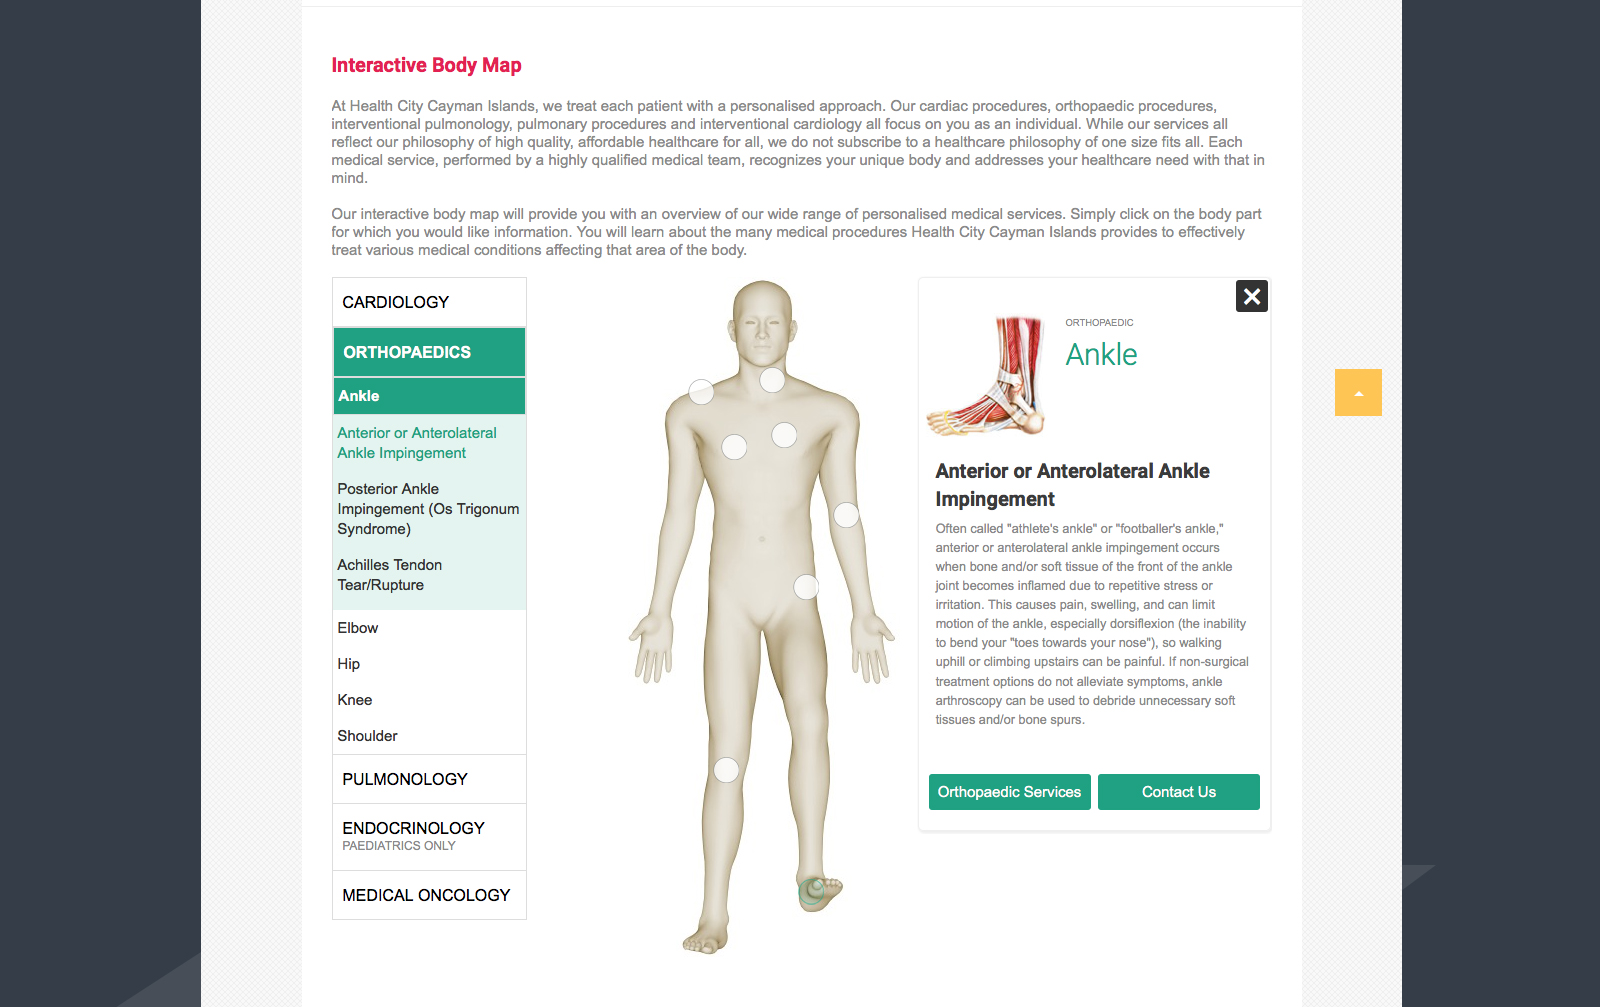 Interactive Body Map
At Health City Cayman Islands, we treat each patient with a personalised approach. Our cardiac procedures, orthopaedic procedures,
interventional pulmonology, pulmonary procedures and interventional cardiology all focus on you as an individual. While our services all
reflect our philosophy of high quality, affordable healthcare for all, we do not subscribe to a healthcare philosophy of one size fits all. Each
medical service, performed by a highly qualified medical team, recognizes your unique body and addresses your healthcare need with that in
mind.
Our interactive body map will provide you with an overview of our wide range of personalised medical services. Simply click on the body part
for which you would like information. You will learn about the many medical procedures Health City Cayman Islands provides to effectively
treat various medical conditions affecting that area of the body.
CARDIOLOGY
ORTHOPAEDICS
Ankle
Anterior or Anterolateral
Ankle Impingement
Posterior Ankle
Impingement (Os Trigonum
Syndrome)
Achilles Tendon
Tear/Rupture
Elbow
Hip
Knee
Shoulder
PULMONOLOGY
ENDOCRINOLOGY
PAEDIATRICS ONLY
MEDICAL ONCOLOGY
ORTHOPAEDIC
Ankle
Anterior or Anterolateral Ankle
Impingement
Often called "athlete's ankle" or "footballer's ankle,"
anterior or anterolateral ankle impingement occurs
when bone and/or soft tissue of the front of the ankle
joint becomes inflamed due to repetitive stress or
irritation. This causes pain, swelling, and can limit
motion of the ankle, especially dorsiflexion (the inability
to bend your "toes towards your nose"), so walking
uphill or climbing upstairs can be painful. If non-surgical
treatment options do not alleviate symptoms, ankle
arthroscopy can be used to debride unnecessary soft
tissues and/or bone spurs.
Orthopaedic Services
Contact Us